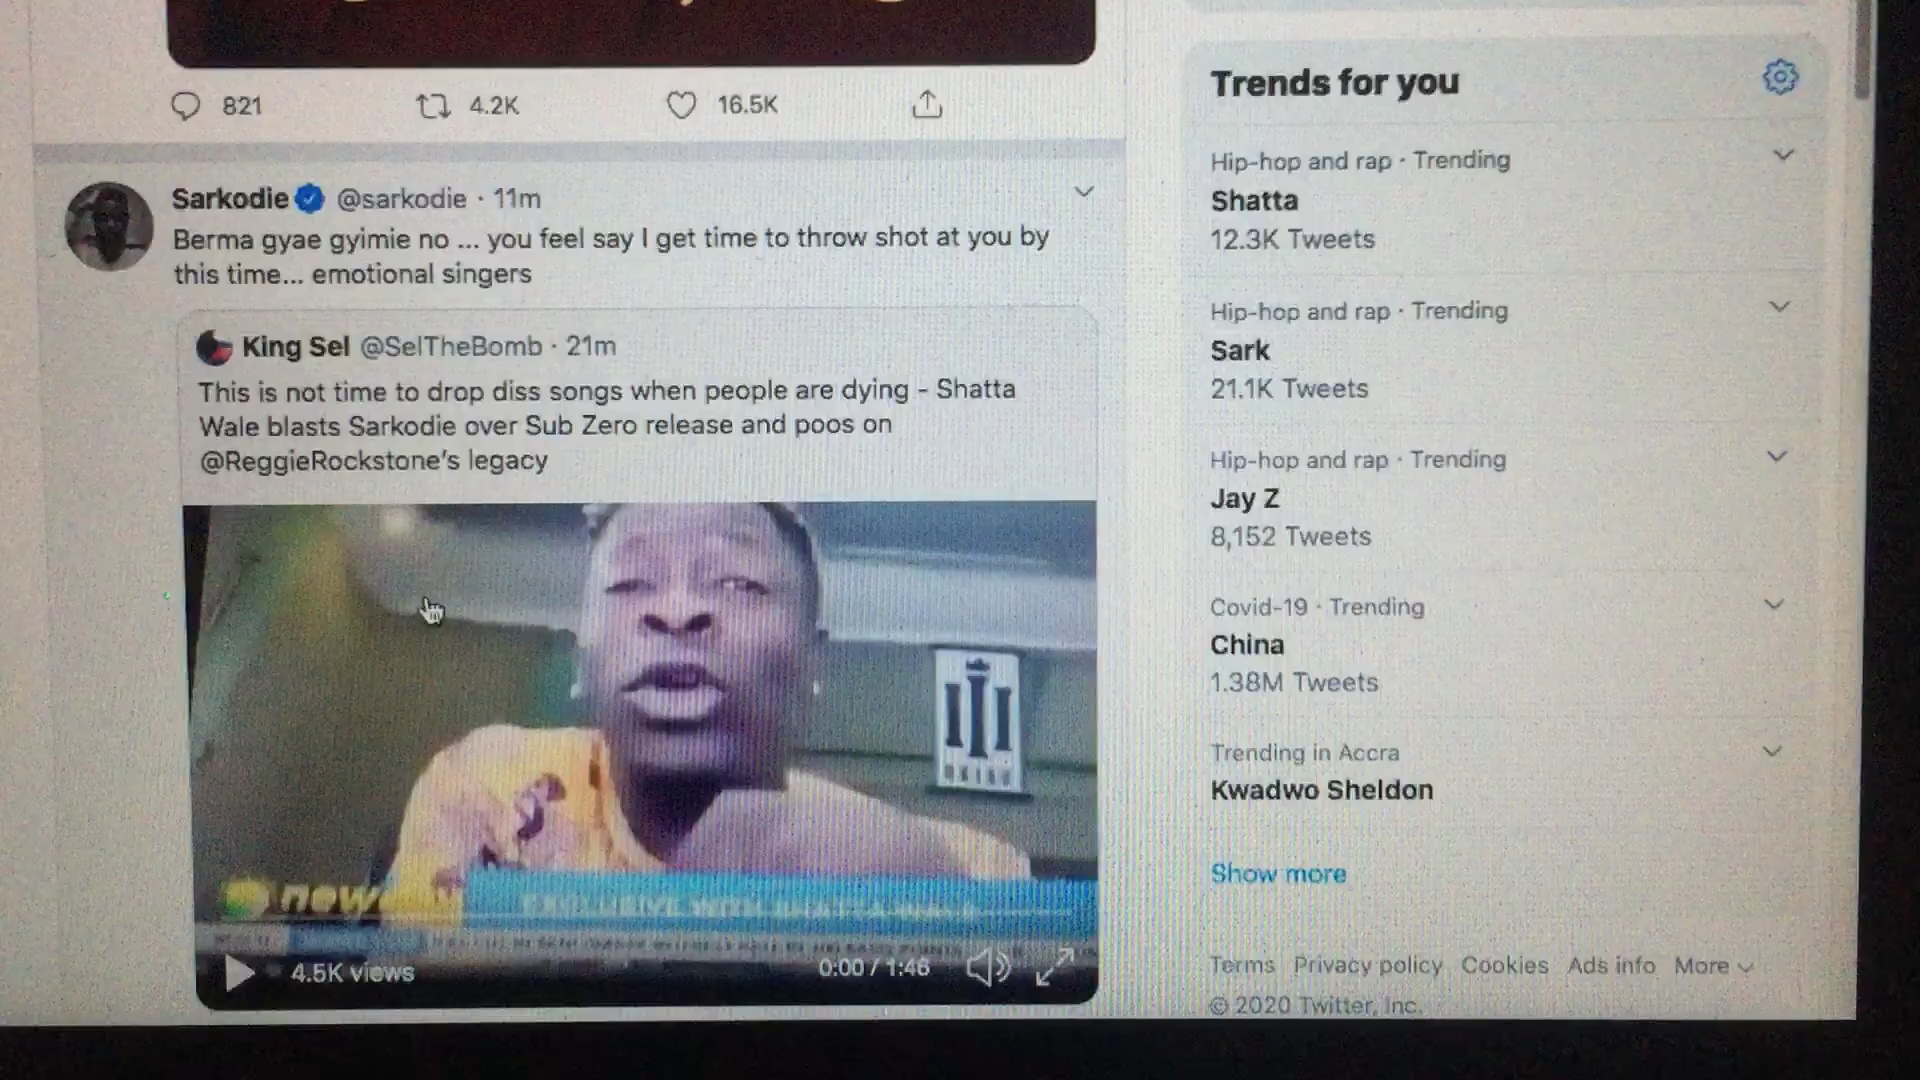 821 4.2K 16.5K
Sarkodie @sarkodie · 11m
Berma gyae gyimie no ... you feel say I get time to throw shot at you by
this time... emotional singers
King Sel @SelTheBomb · 21m
This is not time to drop diss songs when people are dying - Shatta
Wale blasts Sarkodie over Sub Zero release and poos on
@ReggieRockstone's legacy
new
EXCLUSIVE WITH SHATTA
4.5K views
0:00 / 1:46
Trends for you
Hip-hop and rap · Trending
Shatta
12.3K Tweets
Hip-hop and rap · Trending
Sark
21.1K Tweets
Hip-hop and rap · Trending
Jay Z
8,152 Tweets
Covid-19 · Trending
China
1.38M Tweets
Trending in Accra
Kwadwo Sheldon
Show more
Terms Privacy policy Cookies Ads info More
© 2020 Twitter, Inc.